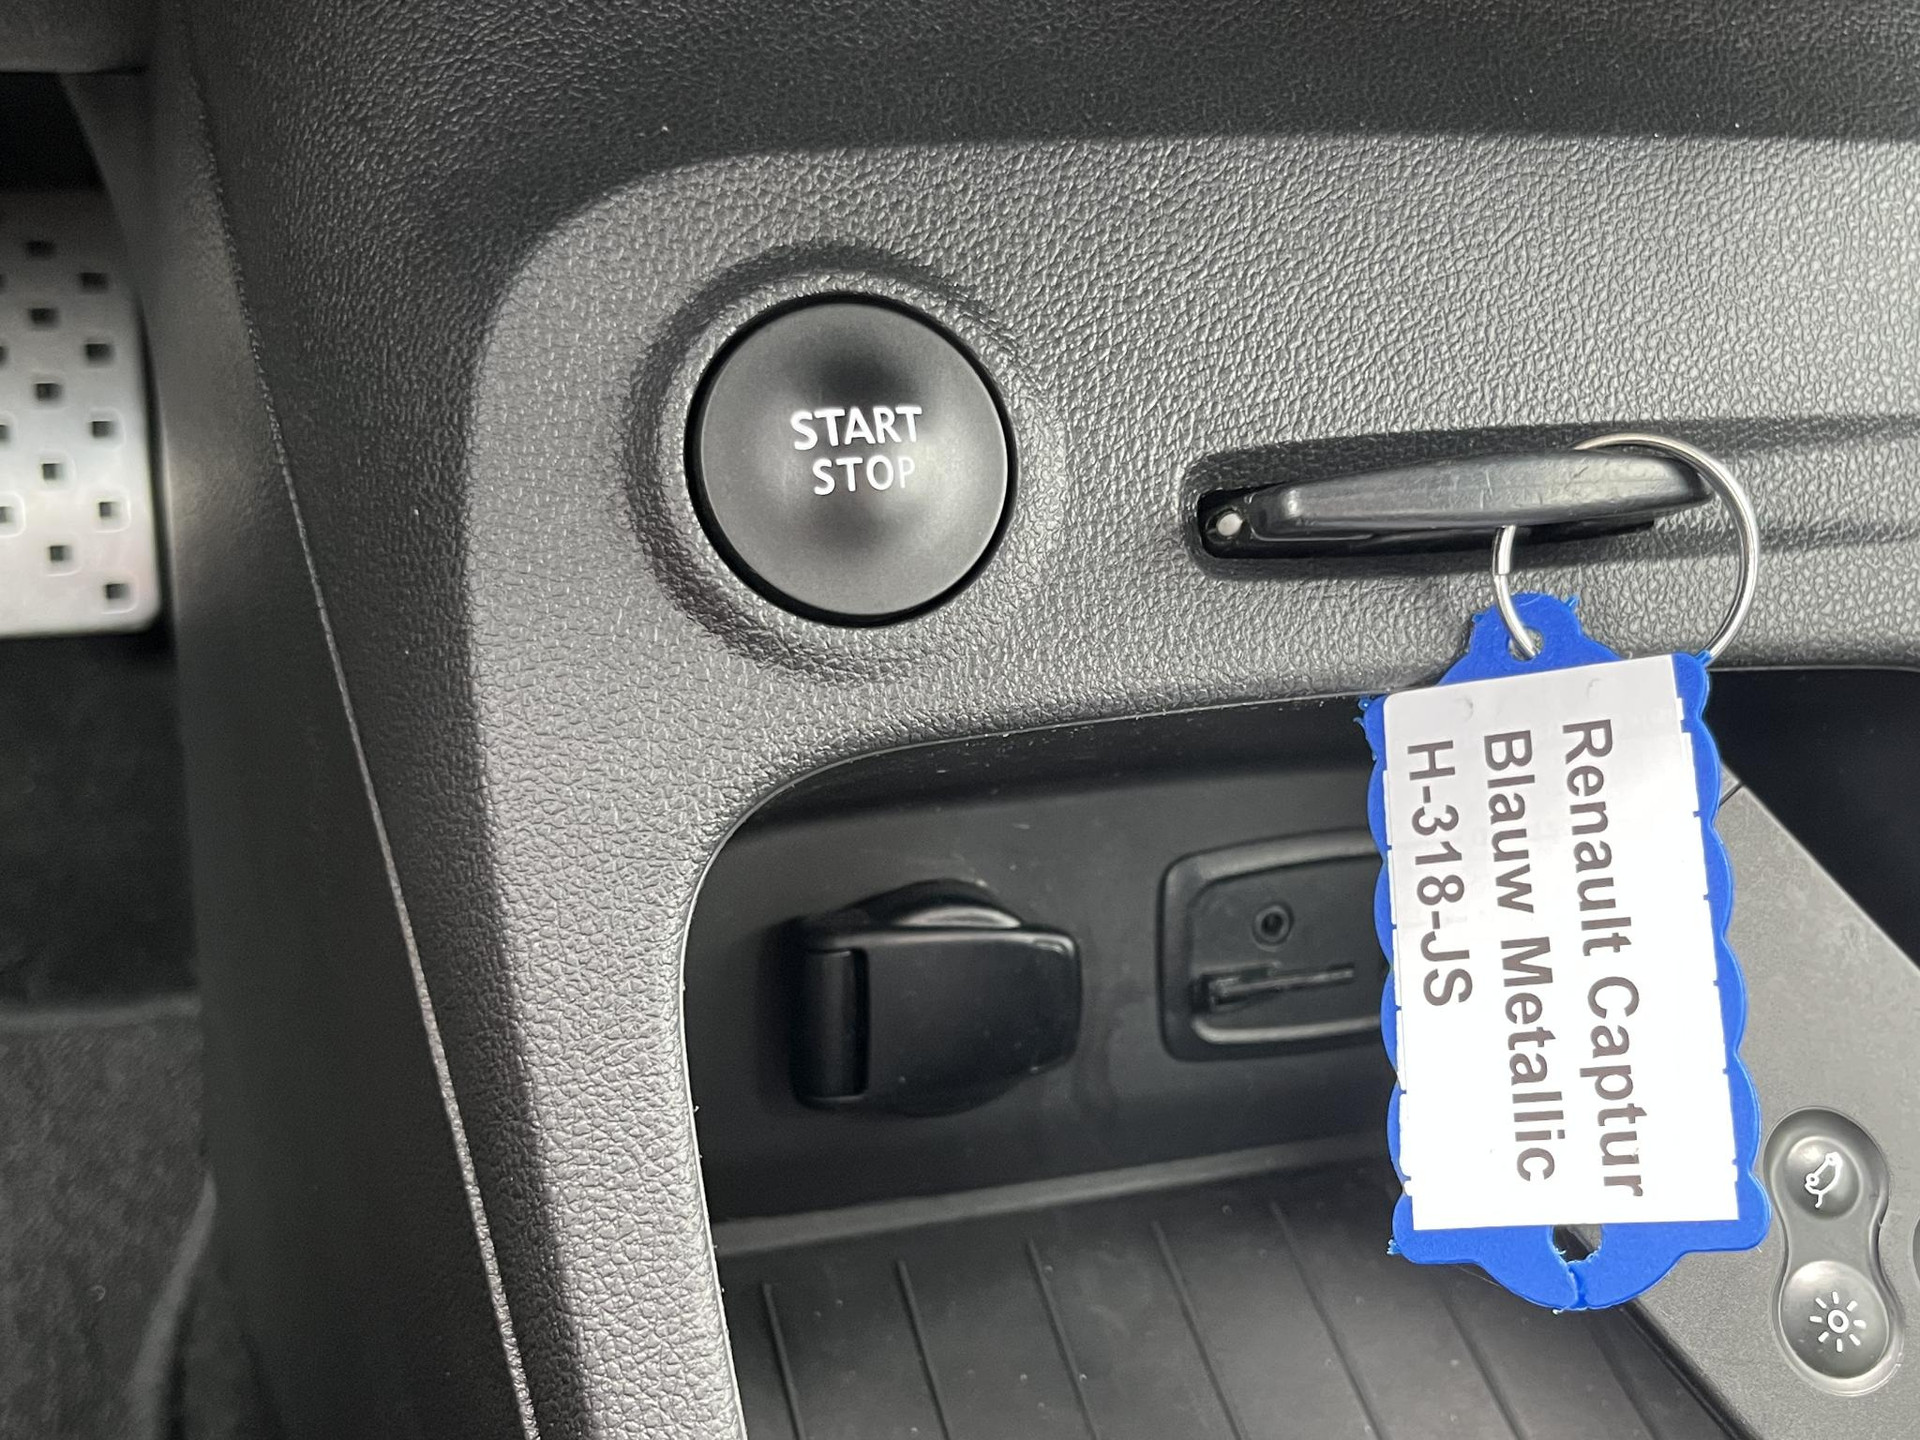 START
STOP
Renault Captur
Blauw Metallic
H-318-JS